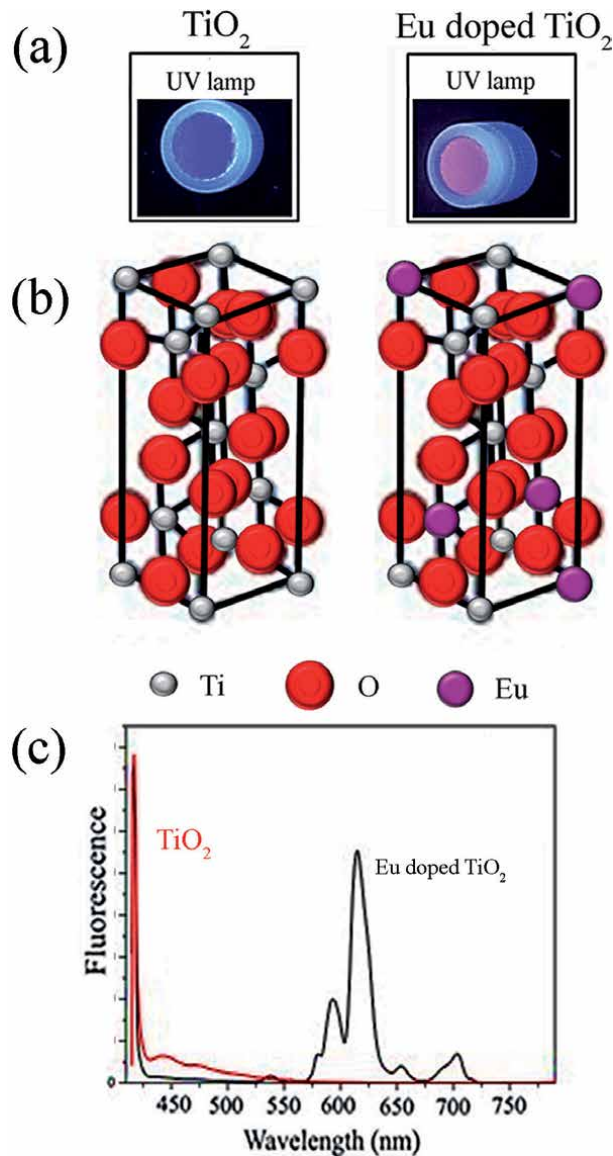 TiO₂
Eu doped TiO₂
(a)
UV lamp
UV lamp
(b)
Ti
O
Eu
(c)
TiO₂
Eu doped TiO₂
Fluorescence
450 500 550 600 650 700 750
Wavelength (nm)